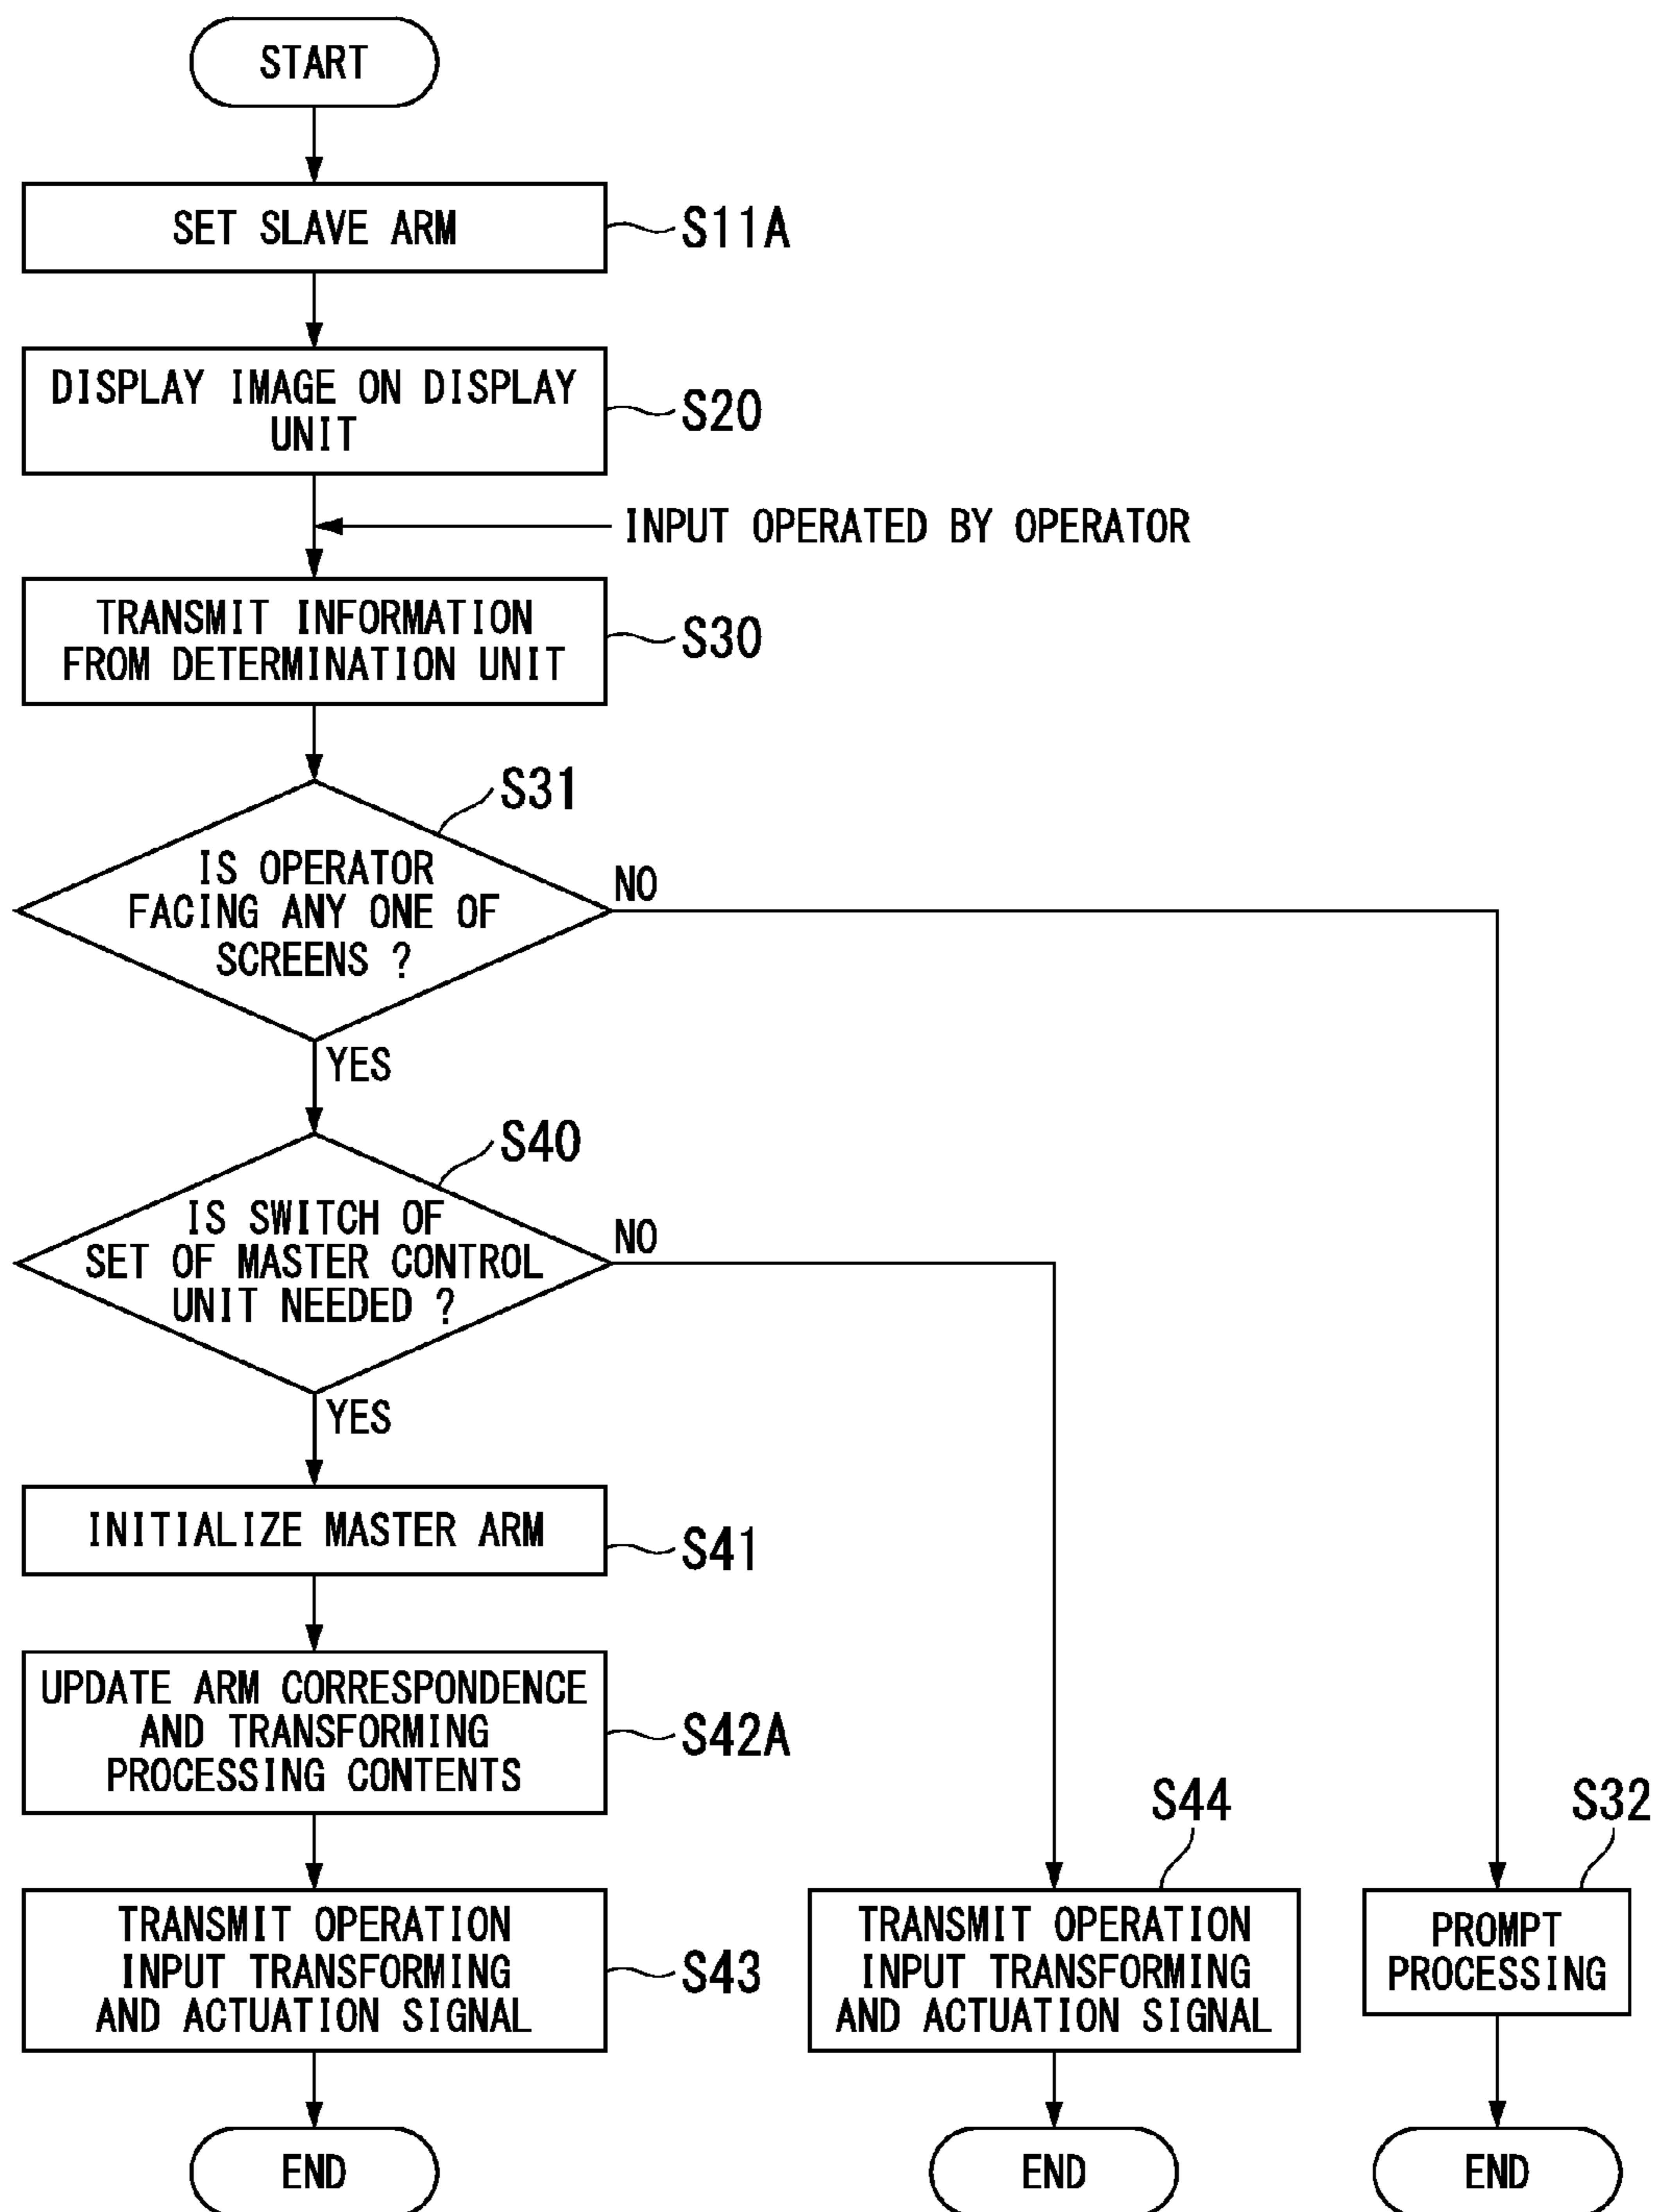 START
SET SLAVE ARM
S11A
DISPLAY IMAGE ON DISPLAY
UNIT
S20
INPUT OPERATED BY OPERATOR
TRANSMIT INFORMATION
FROM DETERMINATION UNIT
S30
S31
IS OPERATOR
FACING ANY ONE OF
SCREENS ?
NO
YES
S40
IS SWITCH OF
SET OF MASTER CONTROL
UNIT NEEDED ?
NO
YES
INITIALIZE MASTER ARM
S41
UPDATE ARM CORRESPONDENCE
AND TRANSFORMING
PROCESSING CONTENTS
S42A
TRANSMIT OPERATION
INPUT TRANSFORMING
AND ACTUATION SIGNAL
S43
S44
TRANSMIT OPERATION
INPUT TRANSFORMING
AND ACTUATION SIGNAL
S32
PROMPT
PROCESSING
END
END
END